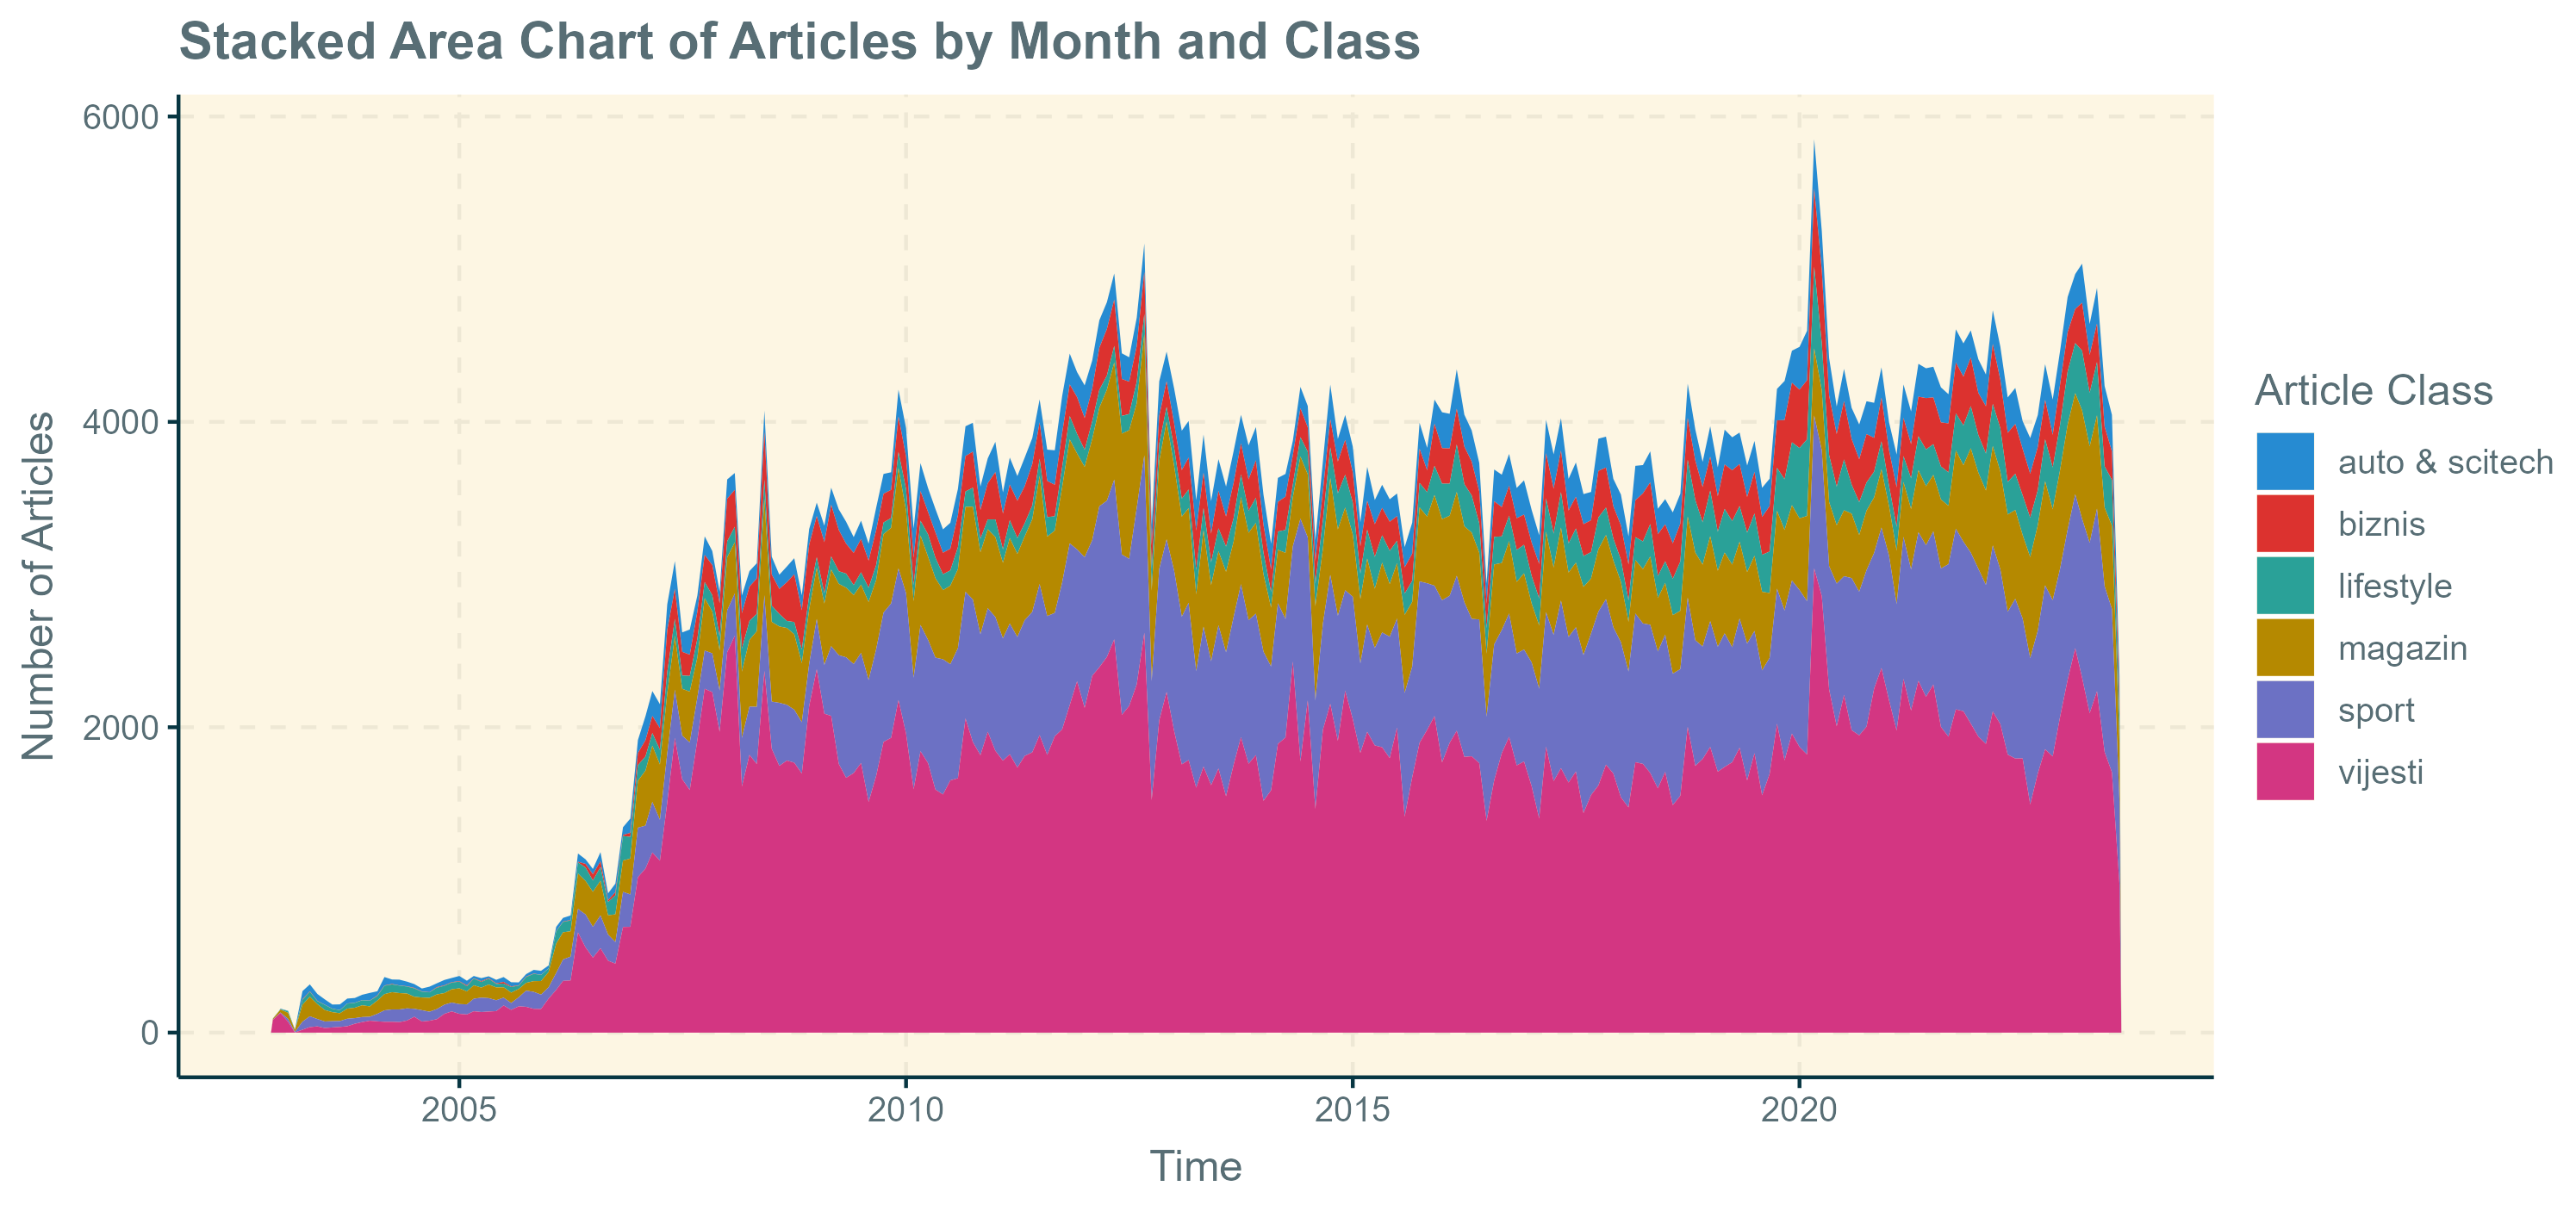 Stacked Area Chart of Articles by Month and Class
Number of Articles
6000
4000
2000
0
2005
2010
2015
2020
Time
Article Class
auto & scitech
biznis
lifestyle
magazin
sport
vijesti